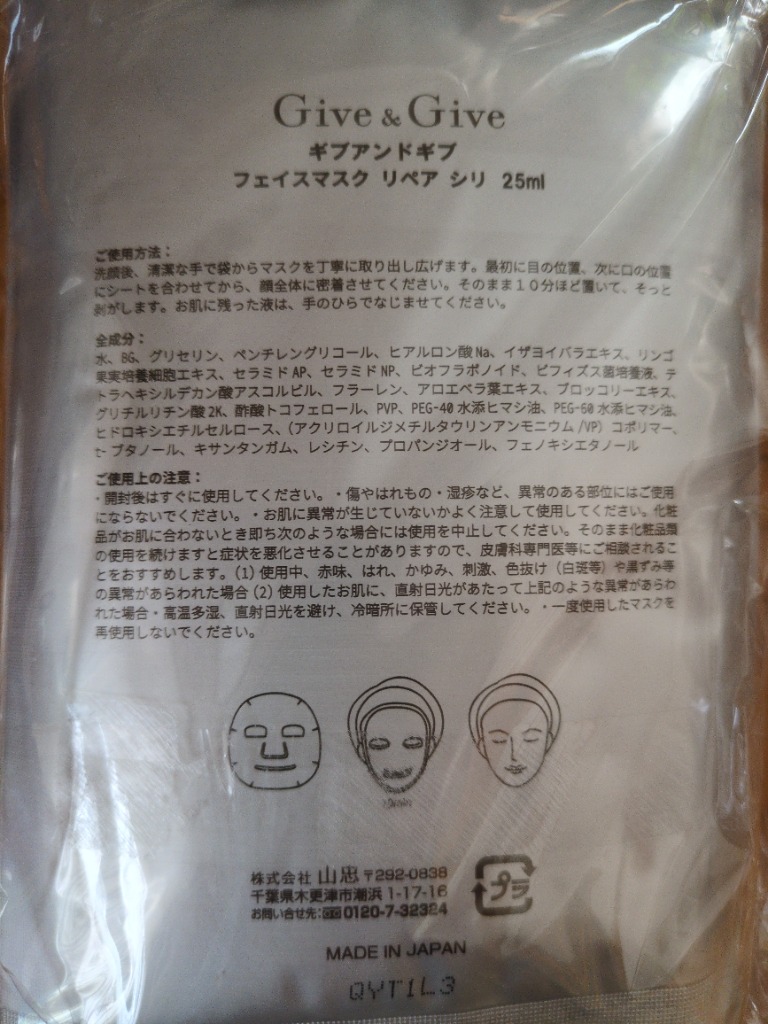 Give & Give
ギブアンドギブ
フェイスマスク リペア シリ 25ml
ご使用方法：
洗顔後、清潔な手で袋からマスクを丁寧に取り出し広げます。最初に目の位置、次に口の位置
にシートを合わせてから、顔全体に密着させてください。そのまま１０分ほど置いて、そっと
剥がします。お肌に残った液は、手のひらでなじませてください。
全成分：
水、BG、グリセリン、ペンチレングリコール、ヒアルロン酸 Na、イザヨイバラエキス、リンゴ
果実培養細胞エキス、セラミド AP、セラミド NP、ビオフラボノイド、ビフィズス菌培養液、テ
トラヘキシルデカン酸アスコルビル、フラーレン、アロエベラ葉エキス、ブロッコリーエキス、
グリチルリチン酸 2K、酢酸トコフェロール、PVP、PEG-40 水添ヒマシ油、PEG-60 水添ヒマシ油、
ヒドロキシエチルセルロース、（アクリロイルジメチルタウリンアンモニウム /VP）コポリマー、
t- ブタノール、キサンタンガム、レシチン、プロパンジオール、フェノキシエタノール
ご使用上の注意：
・開封後はすぐに使用してください。・傷やはれもの・湿疹など、異常のある部位にはご使用
にならないでください。・お肌に異常が生じていないかよく注意して使用してください。化粧
品がお肌に合わないとき即ち次のような場合には使用を中止してください。そのまま化粧品類
の使用を続けますと症状を悪化させることがありますので、皮膚科専門医等にご相談されるこ
とをおすすめします。(1) 使用中、赤味、はれ、かゆみ、刺激、色抜け（白斑等）や黒ずみ等
の異常があらわれた場合 (2) 使用したお肌に、直射日光があたって上記のような異常があらわ
れた場合・高温多湿、直射日光を避け、冷暗所に保管してください。・一度使用したマスクを
再使用しないでください。
10min
株式会社 山忠 〒292-0838
千葉県木更津市潮浜 1-17-16
お問い合せ先： 0120-7-32324
プラ
MADE IN JAPAN
QYT1L3